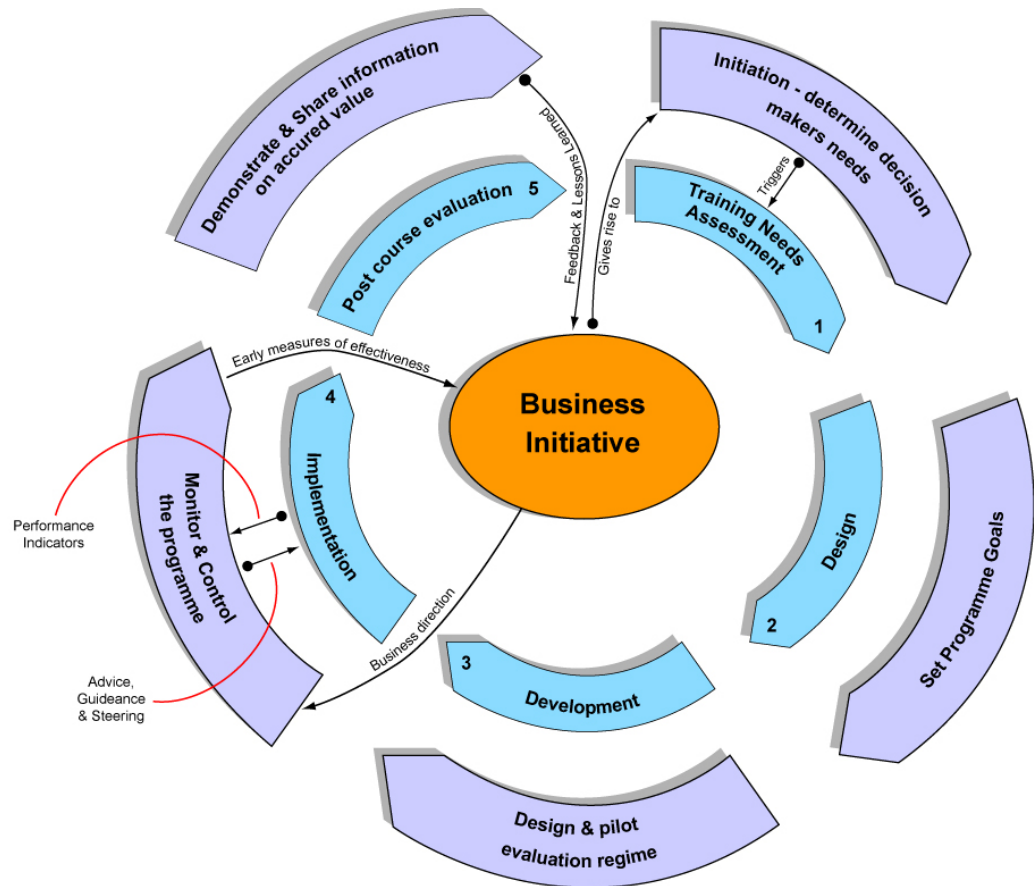 Demonstrate & Share information
on accured value
Initiation - determine decision
makers needs
Feedback & Lessons Learned
Gives rise to
Triggers
Post course evaluation 5
Training Needs
Assessment
1
Early measures of effectiveness
Business
Initiative
4
Implementation
Monitor & Control
the programme
Performance
Indicators
Advice,
Guideance
& Steering
Business direction
Design
2
Set Programme Goals
3
Development
Design & pilot
evaluation regime